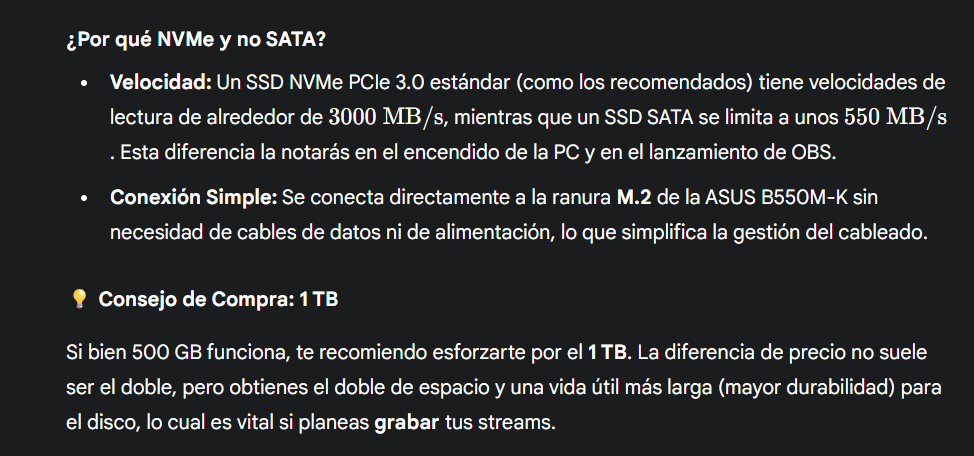 ¿Por qué NVMe y no SATA?
• Velocidad: Un SSD NVMe PCIe 3.0 estándar (como los recomendados) tiene velocidades de
lectura de alrededor de 3000 MB/s, mientras que un SSD SATA se limita a unos 550 MB/s
. Esta diferencia la notarás en el encendido de la PC y en el lanzamiento de OBS.
• Conexión Simple: Se conecta directamente a la ranura M.2 de la ASUS B550M-K sin
necesidad de cables de datos ni de alimentación, lo que simplifica la gestión del cableado.
💡 Consejo de Compra: 1 TB
Si bien 500 GB funciona, te recomiendo esforzarte por el 1 TB. La diferencia de precio no suele
ser el doble, pero obtienes el doble de espacio y una vida útil más larga (mayor durabilidad) para
el disco, lo cual es vital si planeas grabar tus streams.